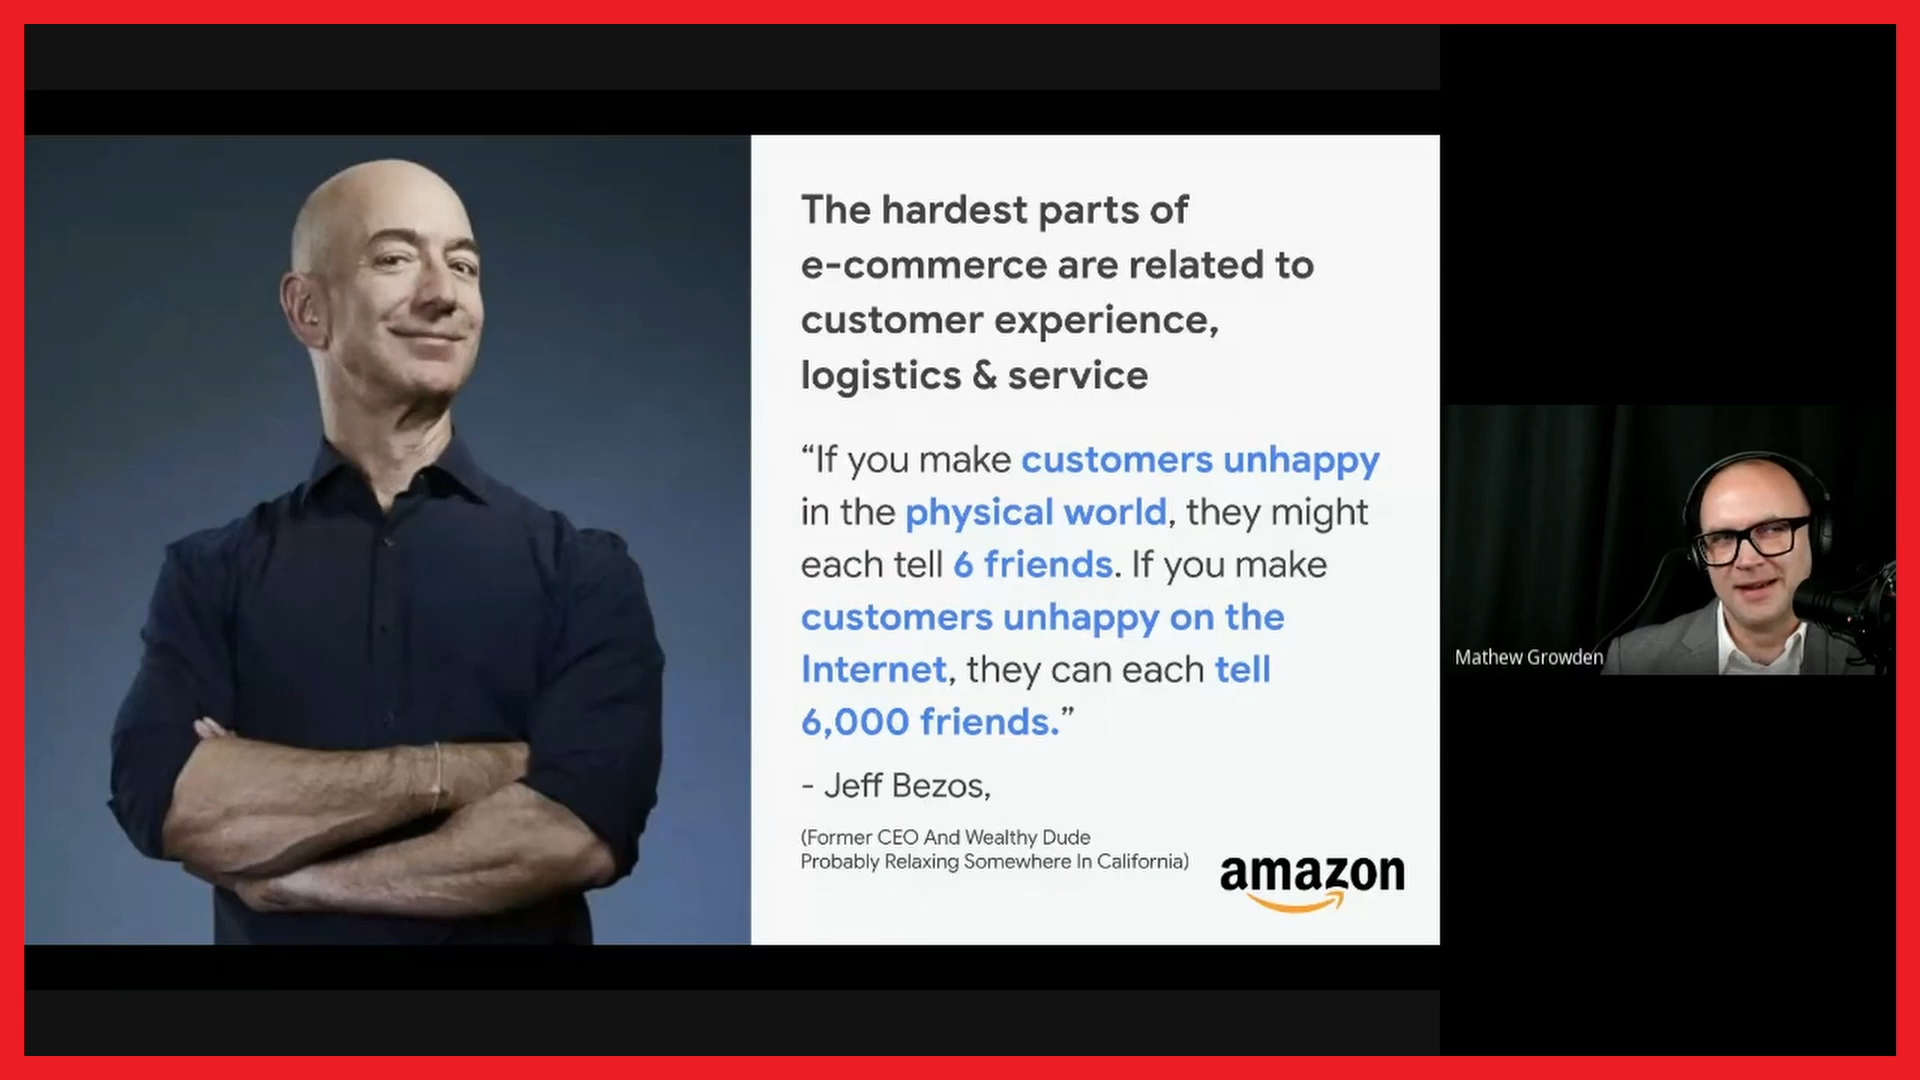 The hardest parts of
e-commerce are related to
customer experience,
logistics & service
“If you make customers unhappy
in the physical world, they might
each tell 6 friends. If you make
customers unhappy on the
Internet, they can each tell
6,000 friends.”
- Jeff Bezos,
(Former CEO And Wealthy Dude
Probably Relaxing Somewhere In California)
amazon
Mathew Growden